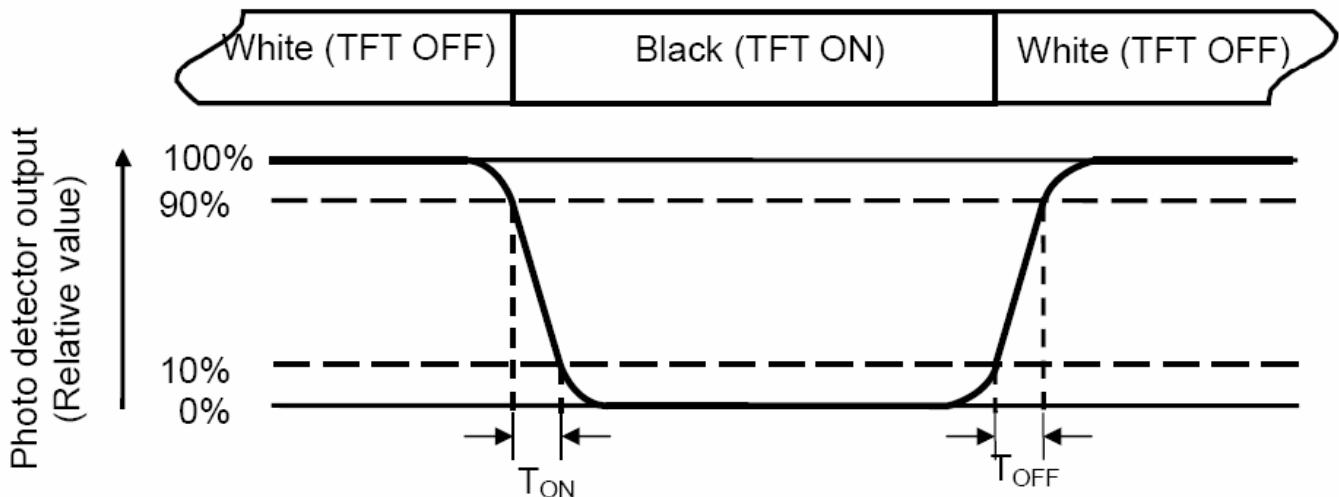 White (TFT OFF)
Black (TFT ON)
White (TFT OFF)
Photo detector output
(Relative value)
100%
90%
10%
0%
TON
TOFF